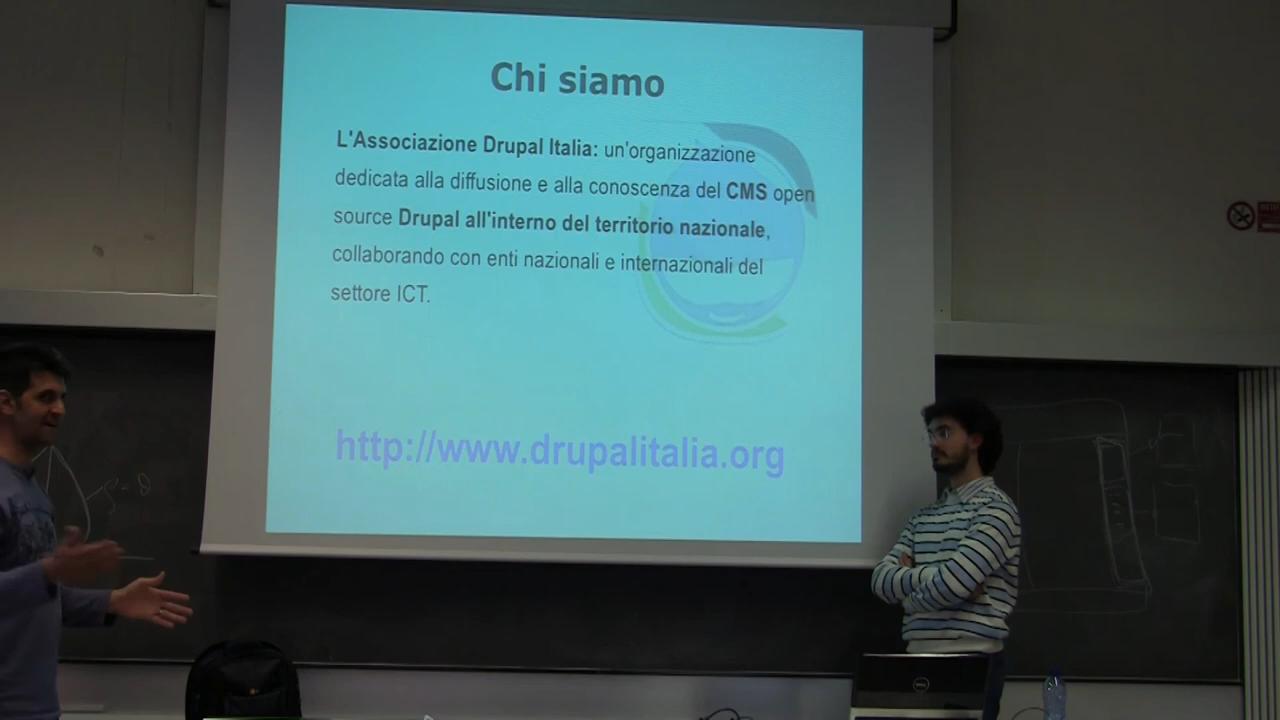 Chi siamo
L'Associazione Drupal Italia: un'organizzazione
dedicata alla diffusione e alla conoscenza del CMS open
source Drupal all'interno del territorio nazionale,
collaborando con enti nazionali e internazionali del
settore ICT.
http://www.drupalitalia.org
DELL